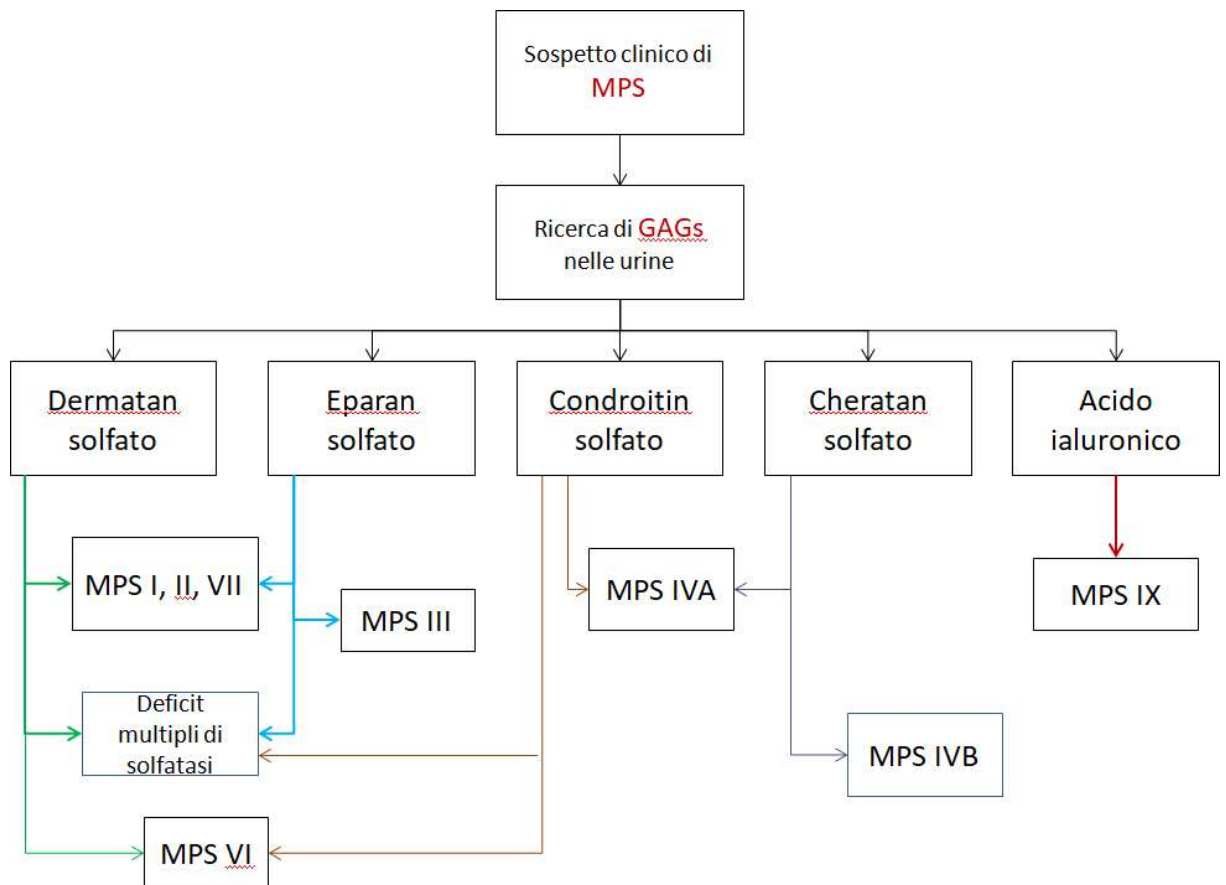 Sospetto clinico di
MPS
Ricerca di GAGs
nelle urine
Dermatan
solfato
Eparan
solfato
Condroitin
solfato
Cheratan
solfato
Acido
ialuronico
MPS I, II, VII
MPS III
MPS IVA
MPS IX
Deficit
multipli di
solfatasi
MPS IVB
MPS VI